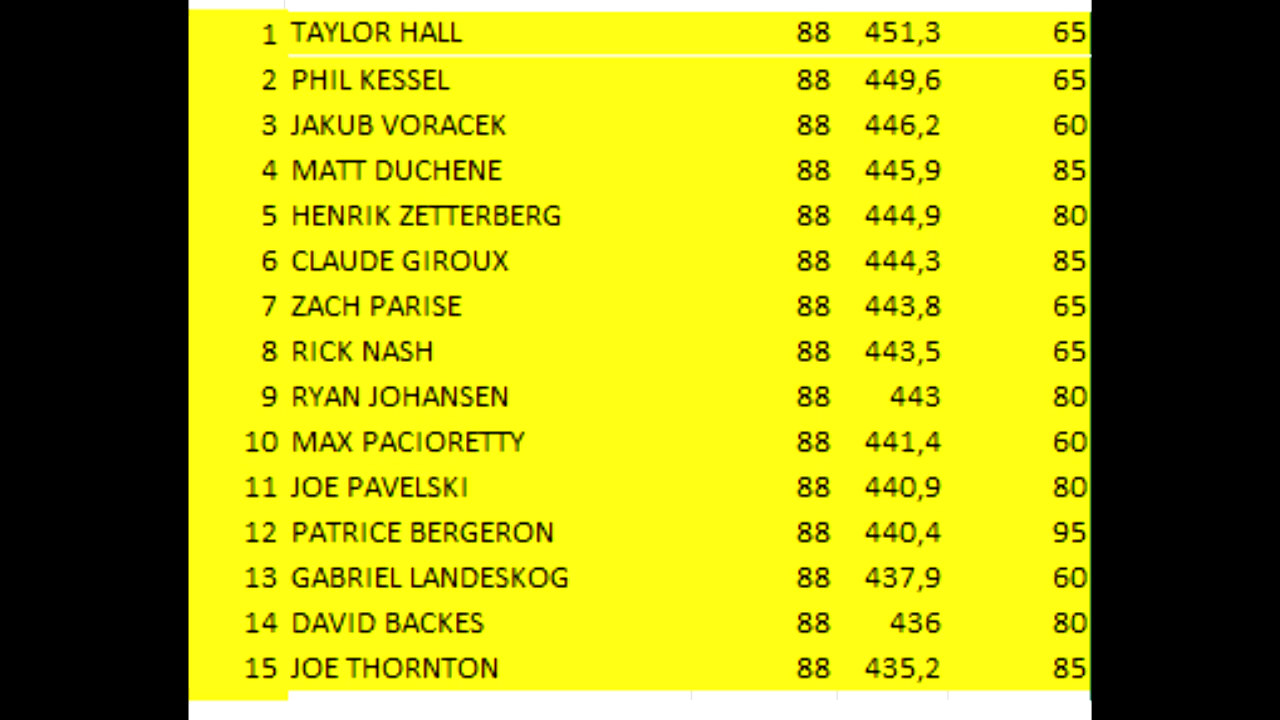 1 TAYLOR HALL 88 451,3 65
2 PHIL KESSEL 88 449,6 65
3 JAKUB VORACEK 88 446,2 60
4 MATT DUCHENE 88 445,9 85
5 HENRIK ZETTERBERG 88 444,9 80
6 CLAUDE GIROUX 88 444,3 85
7 ZACH PARISE 88 443,8 65
8 RICK NASH 88 443,5 65
9 RYAN JOHANSEN 88 443 80
10 MAX PACIORETTY 88 441,4 60
11 JOE PAVELSKI 88 440,9 80
12 PATRICE BERGERON 88 440,4 95
13 GABRIEL LANDESKOG 88 437,9 60
14 DAVID BACKES 88 436 80
15 JOE THORNTON 88 435,2 85